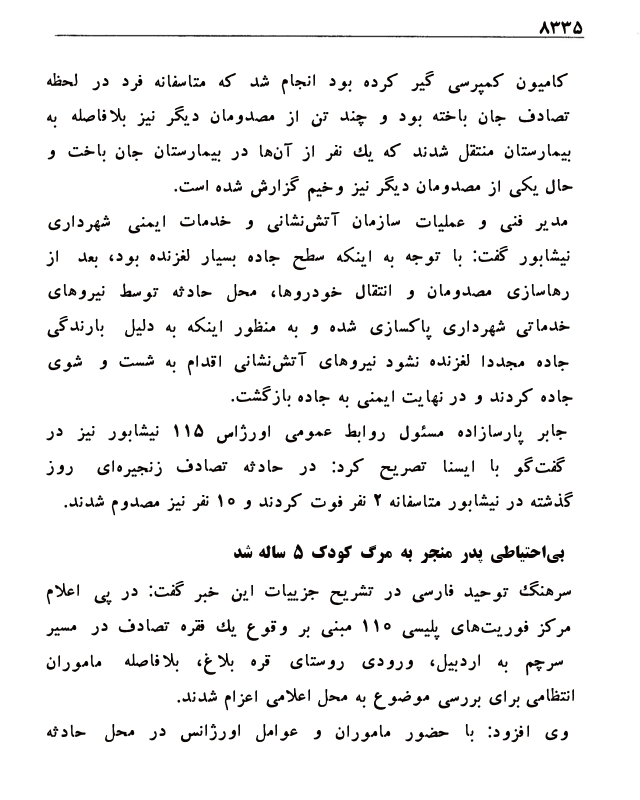 ۸۳۳۵
کامیون کمپرسی گیر کرده بود انجام شد که متاسفانه فرد در لحظه
تصادف جان باخته بود و چند تن از مصدومان دیگر نیز بلافاصله به
بیمارستان منتقل شدند که یك نفر از آن‌ها در بیمارستان جان باخت و
حال یکی از مصدومان دیگر نیز وخیم گزارش شده است.
مدیر فنی و عملیات سازمان آتش‌نشانی و خدمات ایمنی شهرداری
نیشابور گفت: با توجه به اینکه سطح جاده بسیار لغزنده بود، بعد از
رهاسازی مصدومان و انتقال خودروها، محل حادثه توسط نیروهای
خدماتی شهرداری پاکسازی شده و به منظور اینکه به دلیل بارندگی
جاده مجددا لغزنده نشود نیروهای آتش‌نشانی اقدام به شست و شوی
جاده کردند و در نهایت ایمنی به جاده بازگشت.
جابر پارسازاده مسئول روابط عمومی اورژاس ۱۱۵ نیشابور نیز در
گفت‌گو با ایسنا تصریح کرد: در حادثه تصادف زنجیره‌ای روز
گذشته در نیشابور متاسفانه ۲ نفر فوت کردند و ۱۰ نفر نیز مصدوم شدند.
بی‌احتیاطی پدر منجر به مرگ کودک ۵ ساله شد
سرهنگ توحید فارسی در تشریح جزییات این خبر گفت: در پی اعلام
مرکز فوریت‌های پلیسی ۱۱۰ مبنی بر وقوع یك فقره تصادف در مسیر
سرچم به اردبیل، ورودی روستای قره بلاغ، بلافاصله ماموران
انتظامی برای بررسی موضوع به محل اعلامی اعزام شدند.
وی افزود: با حضور ماموران و عوامل اورژانس در محل حادثه